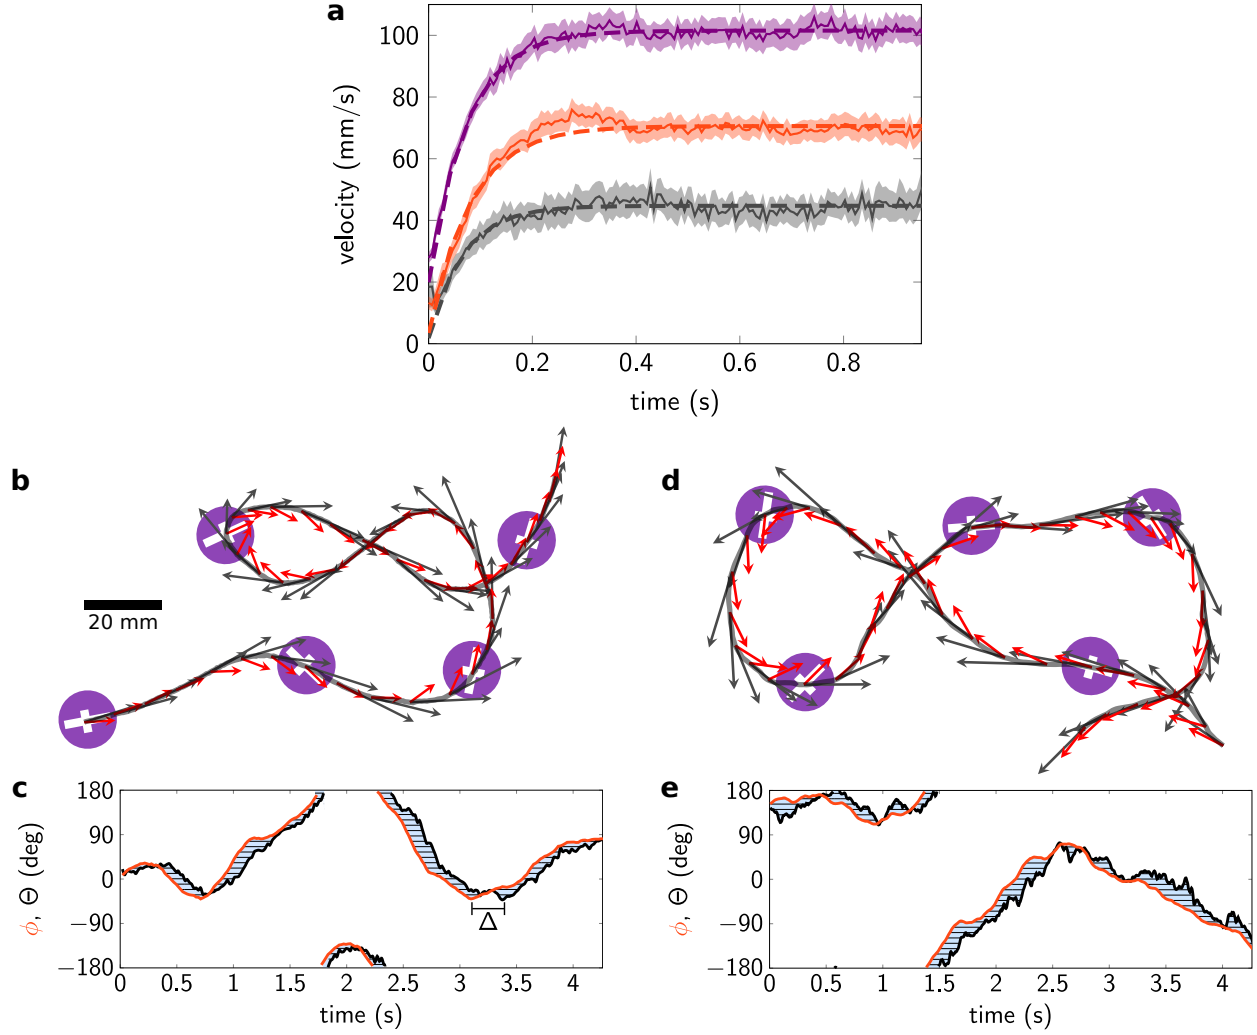 a
velocity (mm/s)
100
80
60
40
20
0
0 0.2 0.4 0.6 0.8
time (s)
b
d
20 mm
c
ϕ, Θ (deg)
180
90
0
−90
−180
Δ
0 0.5 1 1.5 2 2.5 3 3.5 4
time (s)
e
ϕ, Θ (deg)
180
90
0
−90
−180
0 0.5 1 1.5 2 2.5 3 3.5 4
time (s)